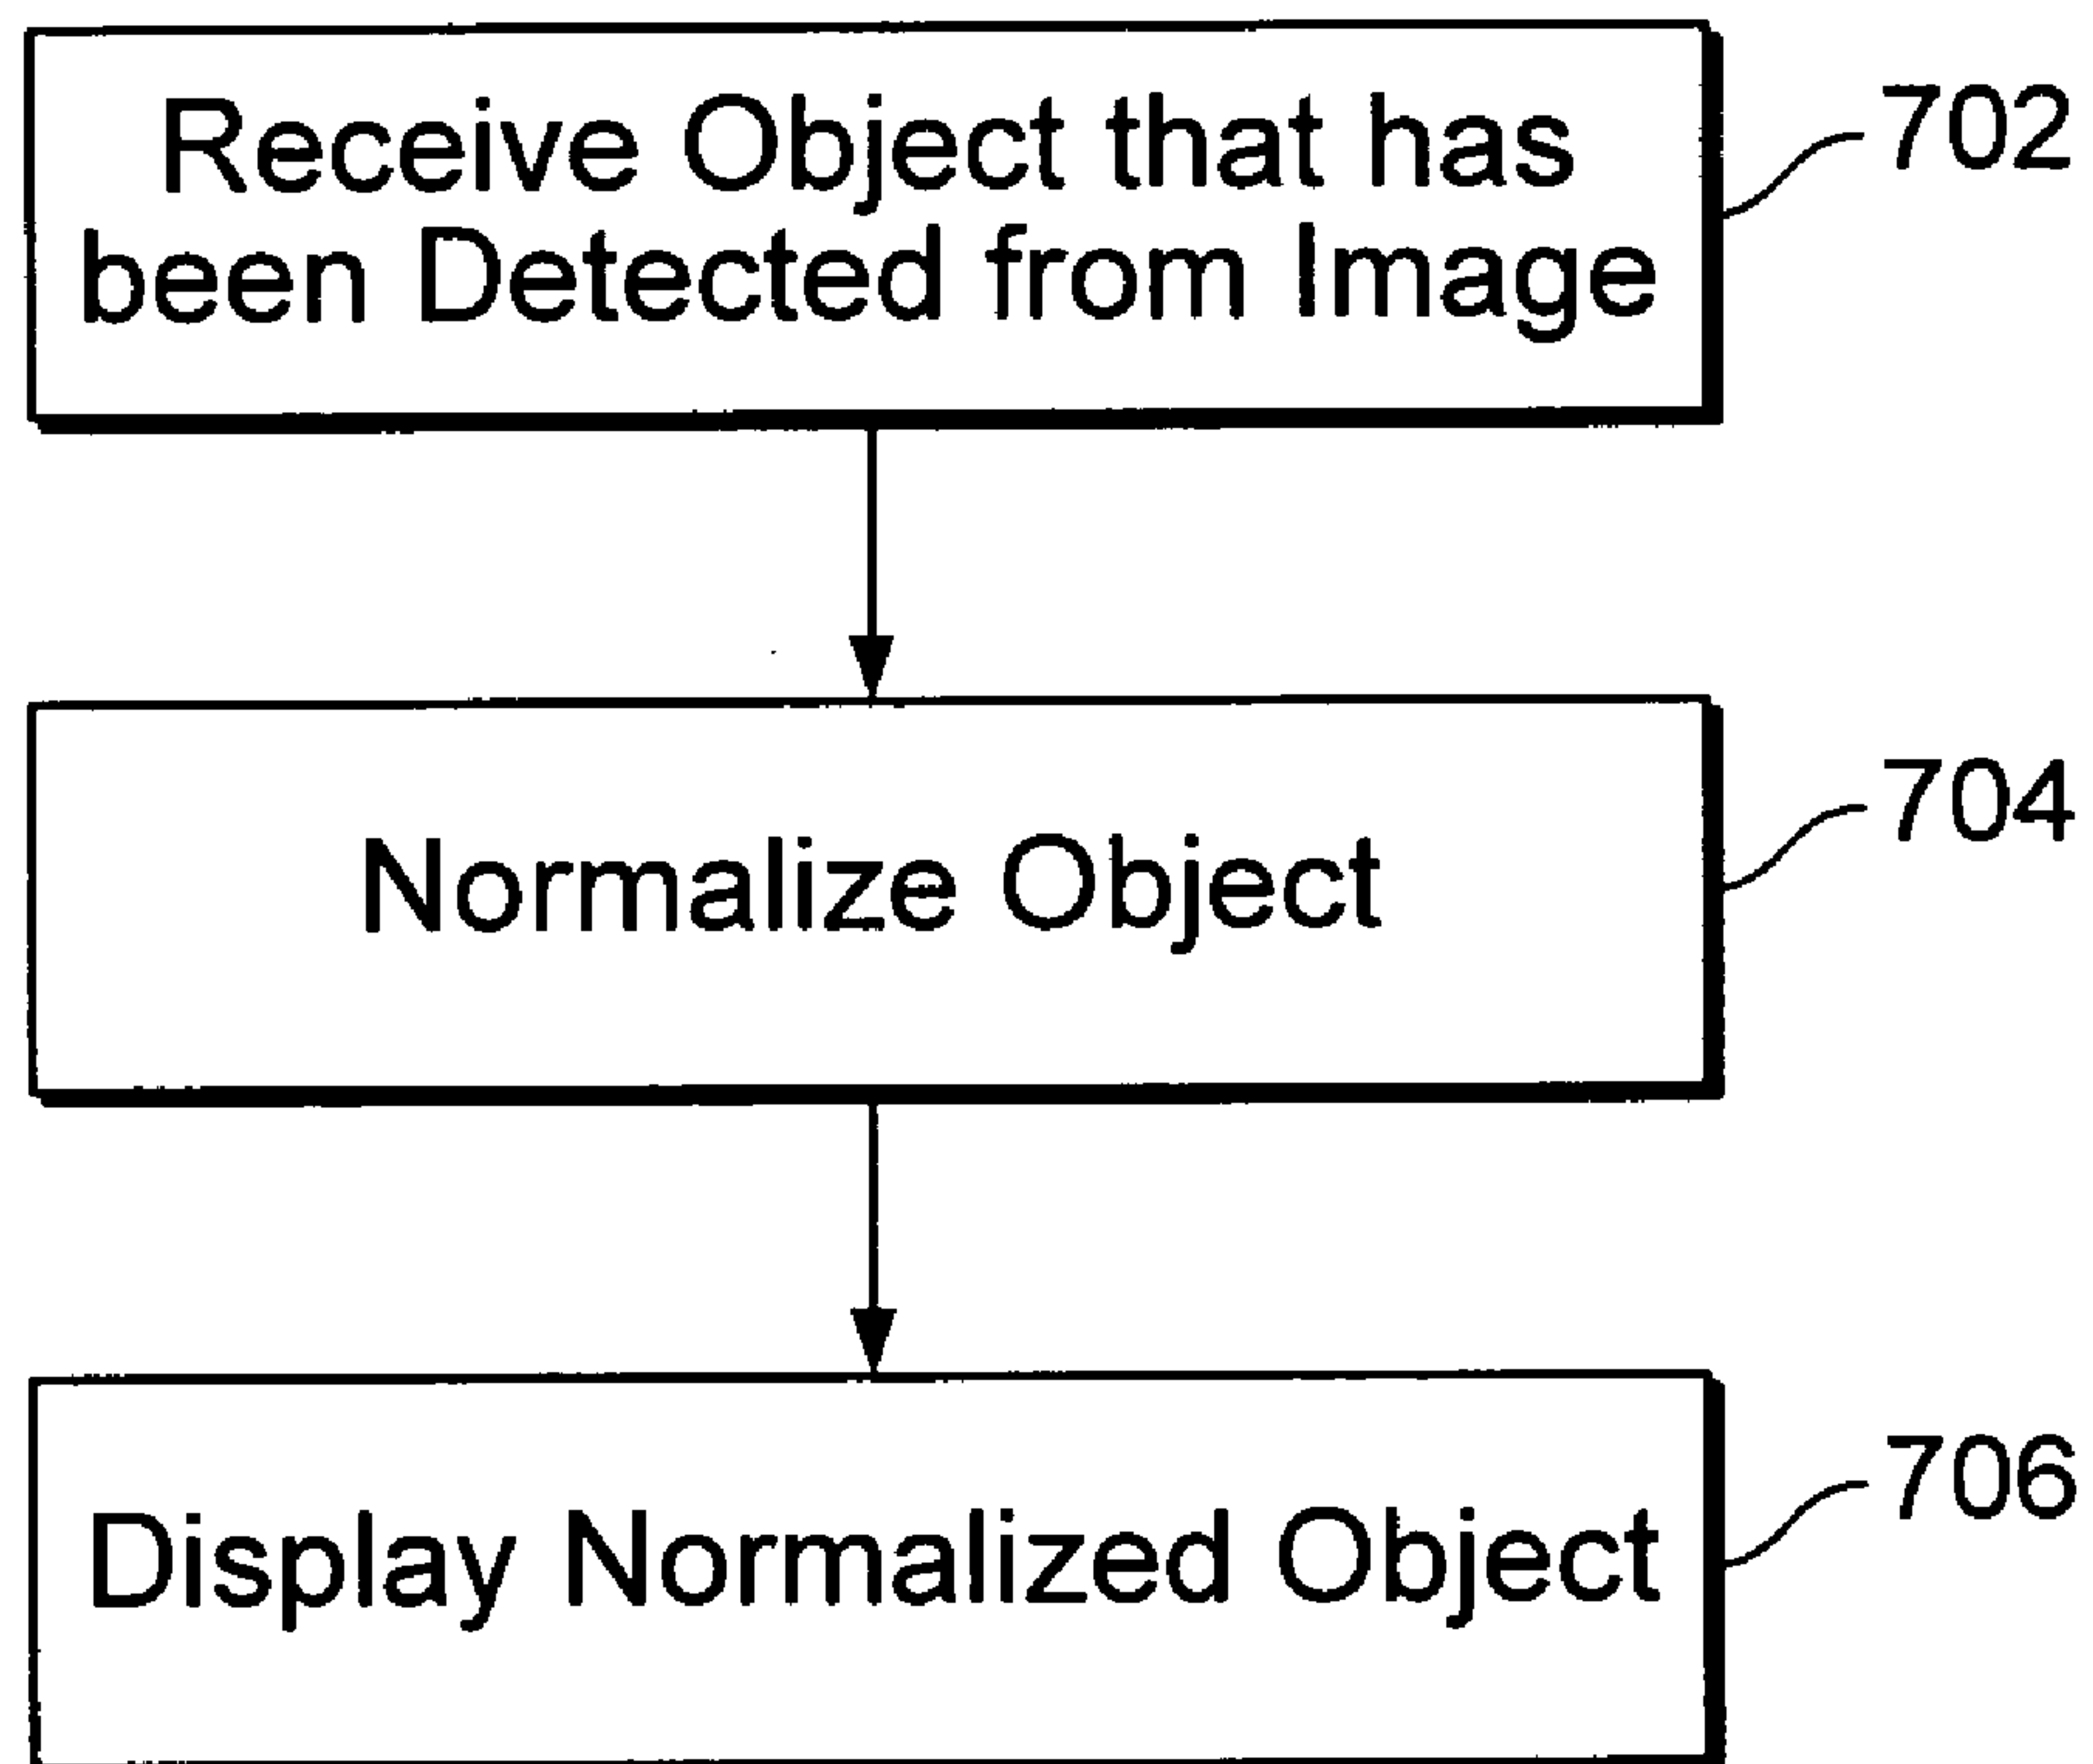 Receive Object that has
been Detected from Image
702
Normalize Object
704
Display Normalized Object
706